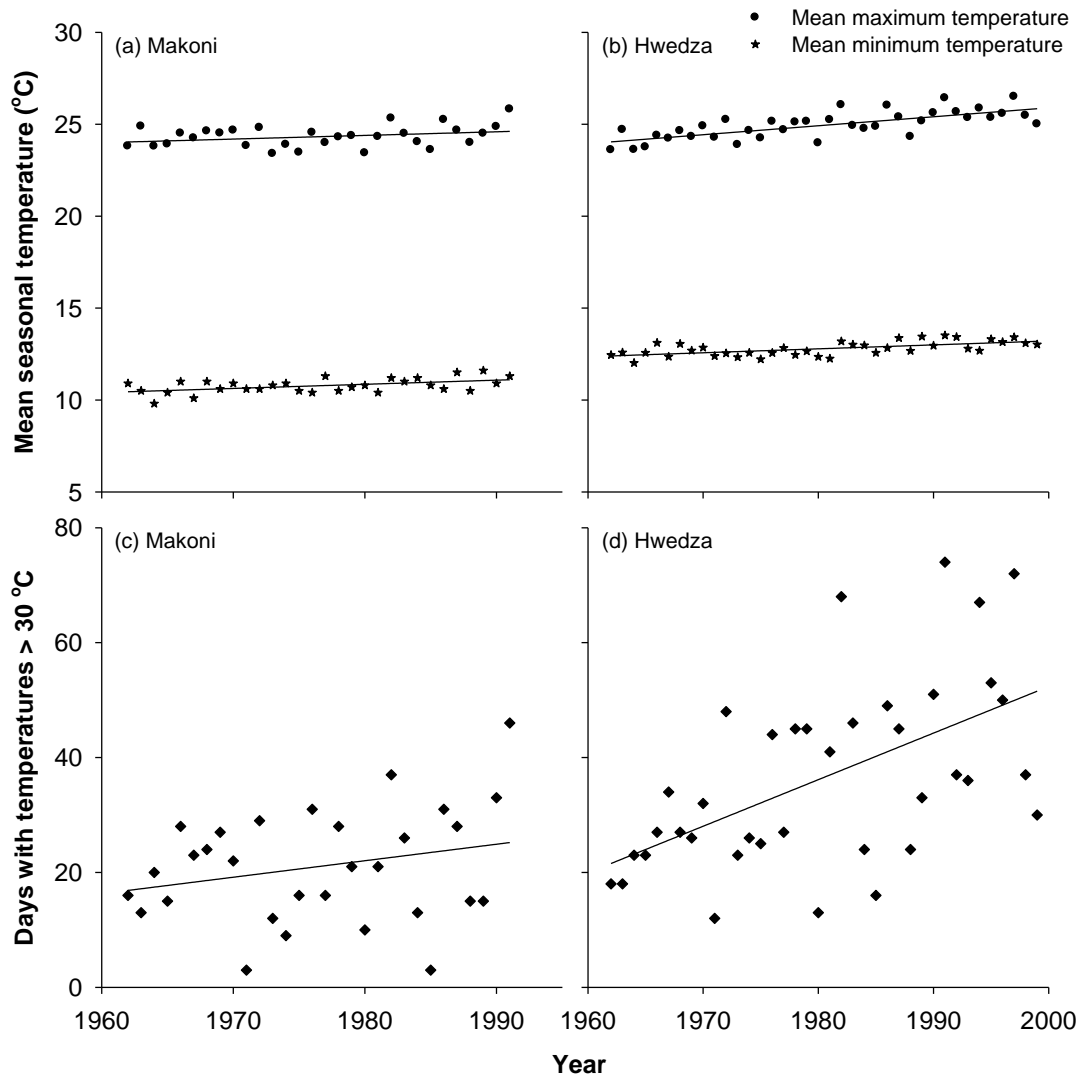 Mean maximum temperature
Mean minimum temperature
(a) Makoni
(b) Hwedza
Mean seasonal temperature (°C)
30
25
20
15
10
5
(c) Makoni
(d) Hwedza
Days with temperatures > 30 °C
80
60
40
20
0
1960
1970
1980
1990
1960
1970
1980
1990
2000
Year